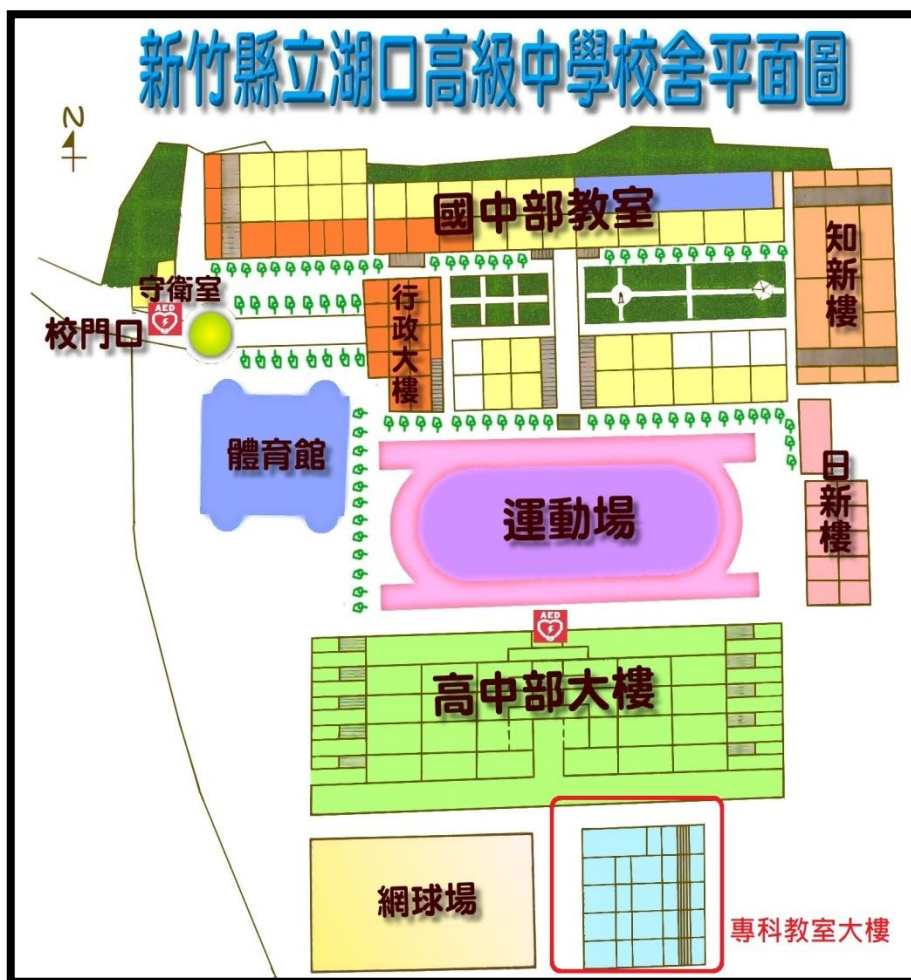 新竹縣立湖口高級中學校舍平面圖
N
國中部教室
知新樓
守衛室
AED
校門口
行政大樓
體育館
日新樓
運動場
AED
高中部大樓
網球場
專科教室大樓